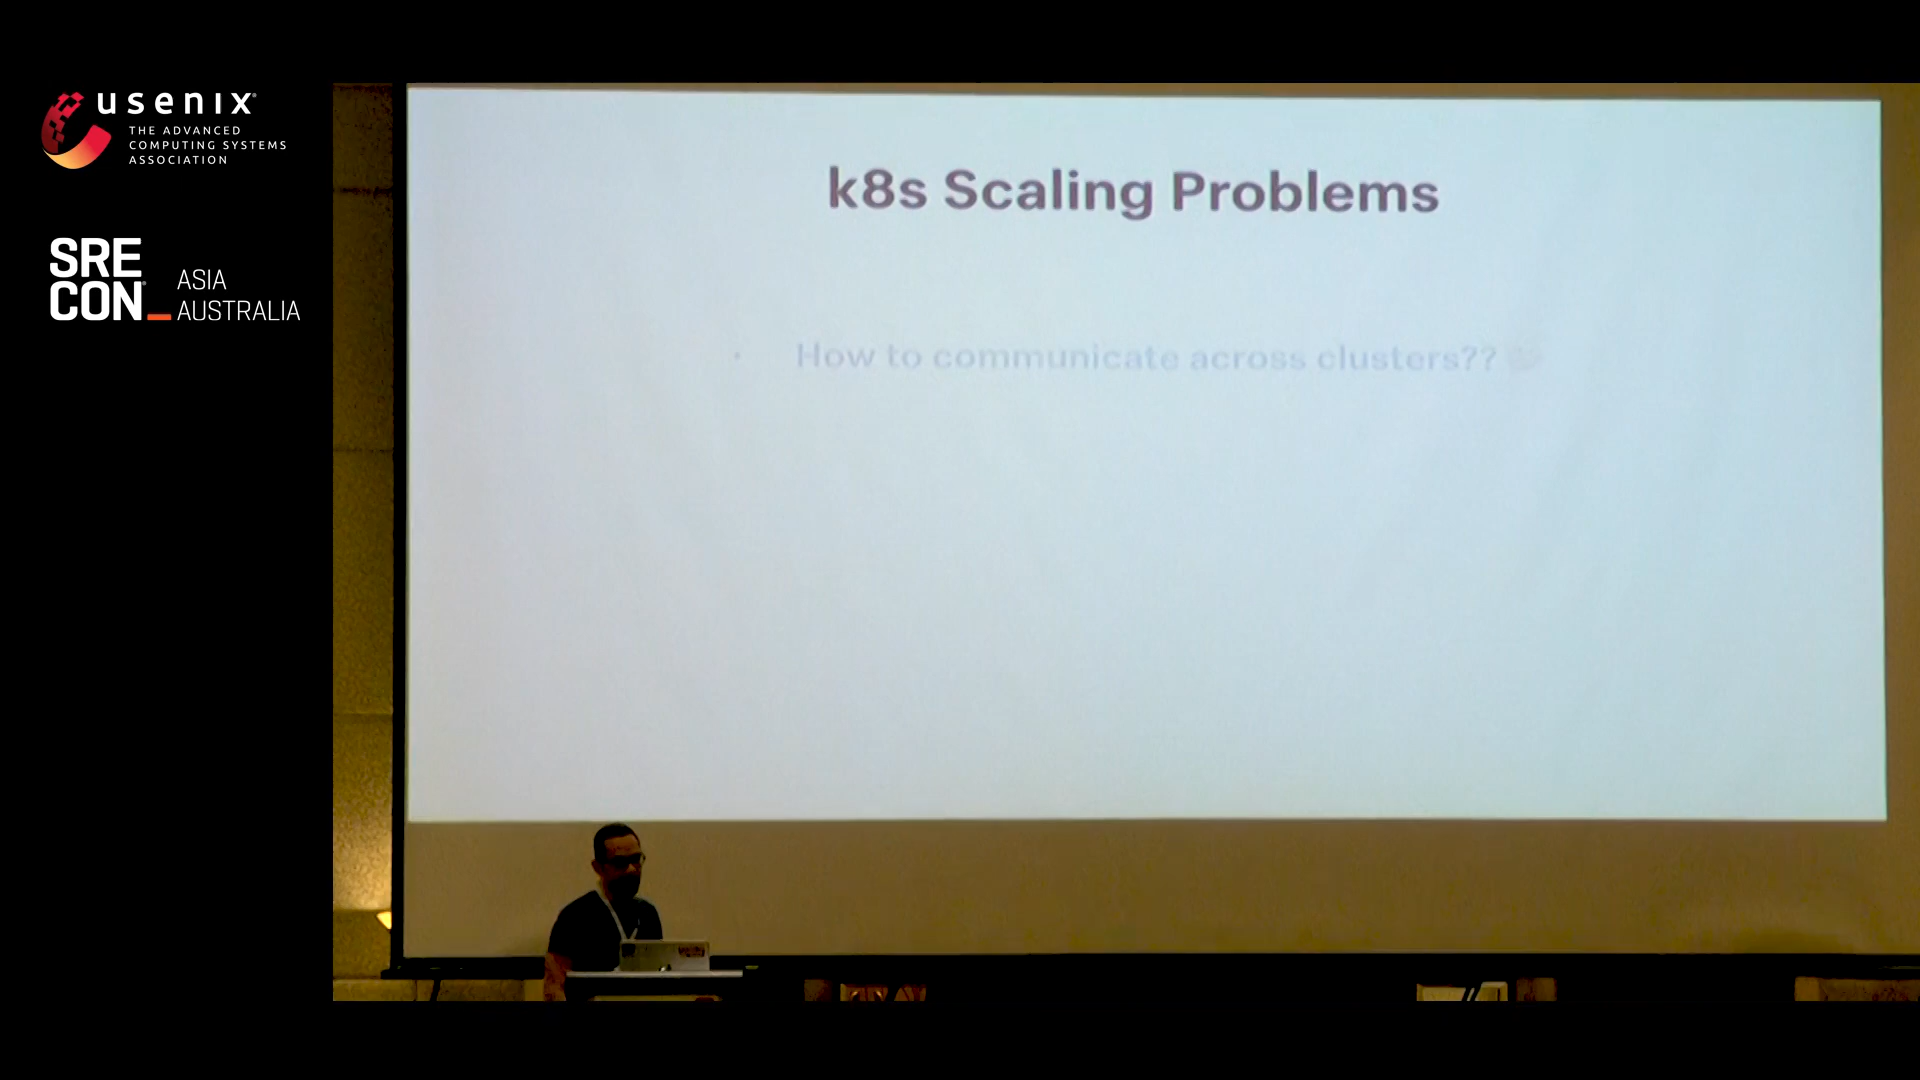 usenix
THE ADVANCED
COMPUTING SYSTEMS
ASSOCIATION
SRE
CON
ASIA
AUSTRALIA
k8s Scaling Problems
• How to communicate across clusters??